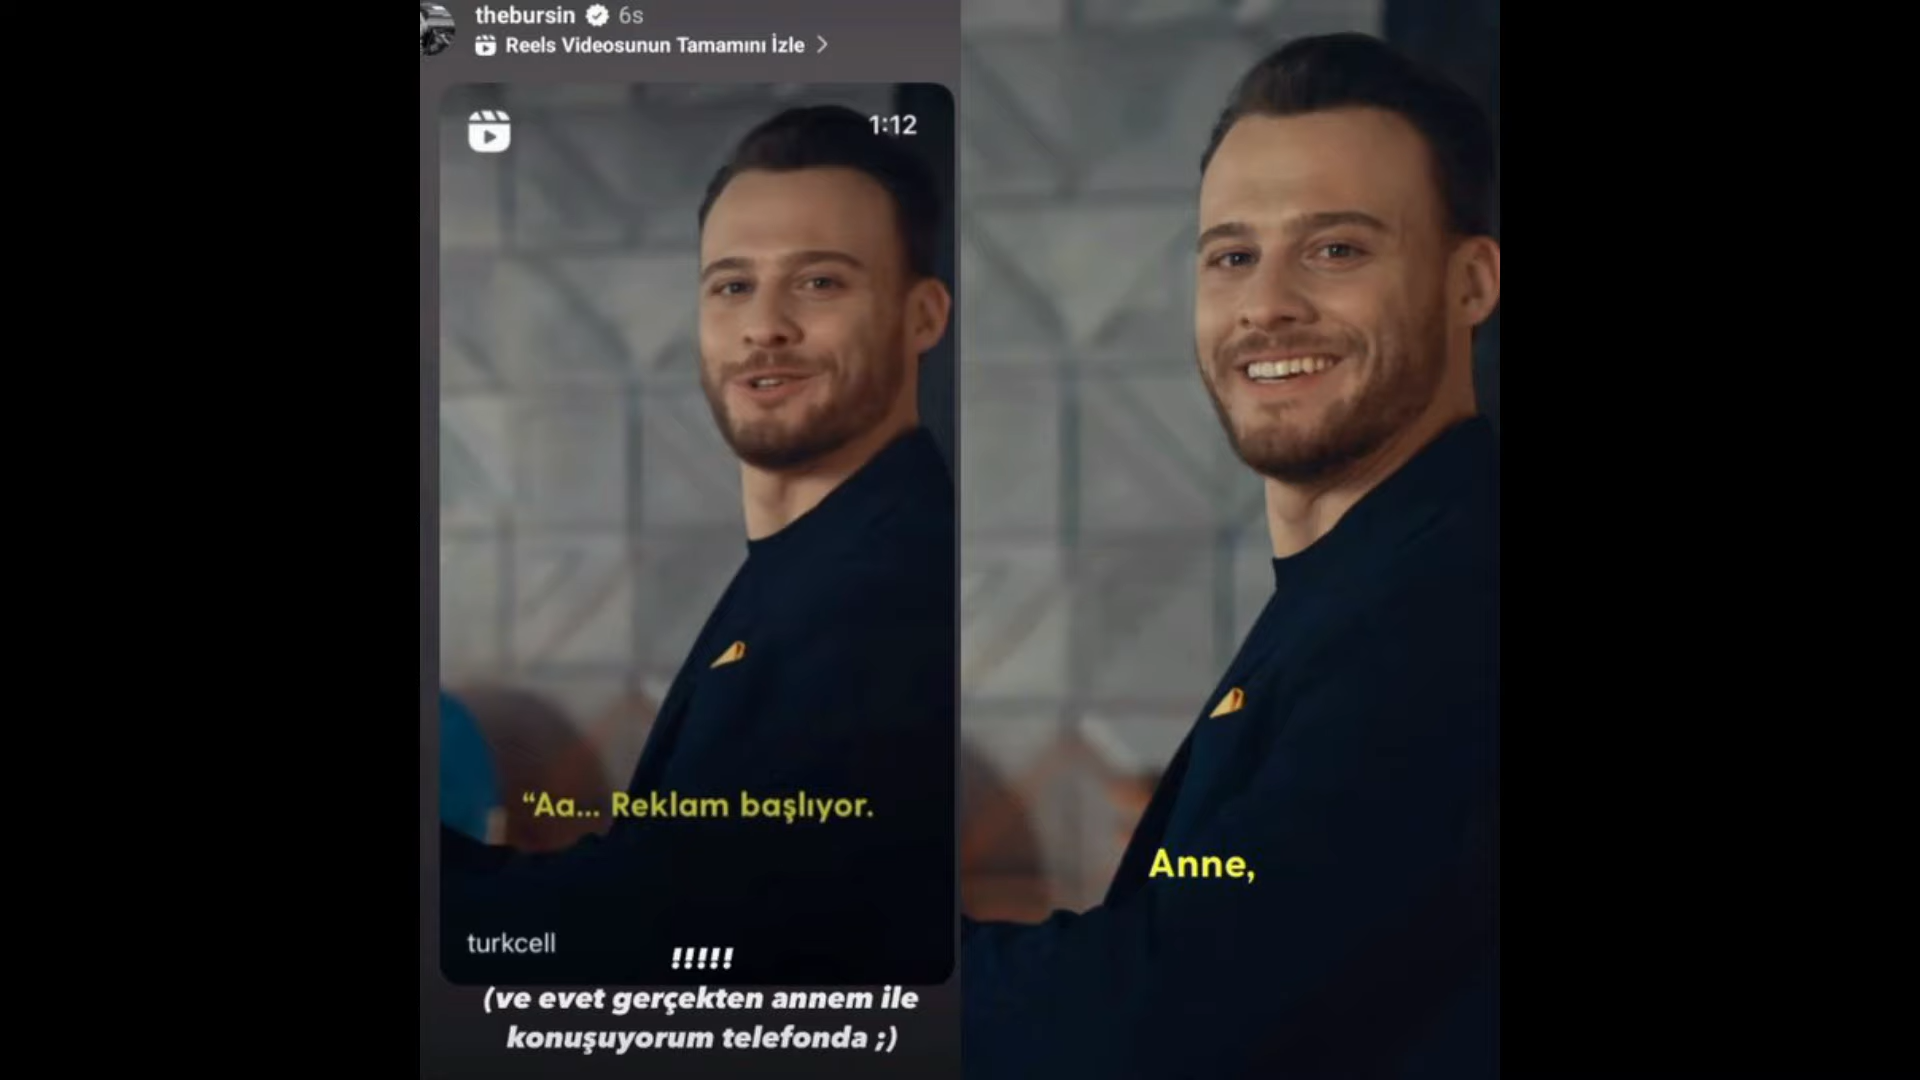 thebursin 6s
Reels Videosunun Tamamını İzle
1:12
“Aa... Reklam başlıyor.
turkcell
!!!!!
(ve evet gerçekten annem ile
konuşuyorum telefonda ;)
Anne,